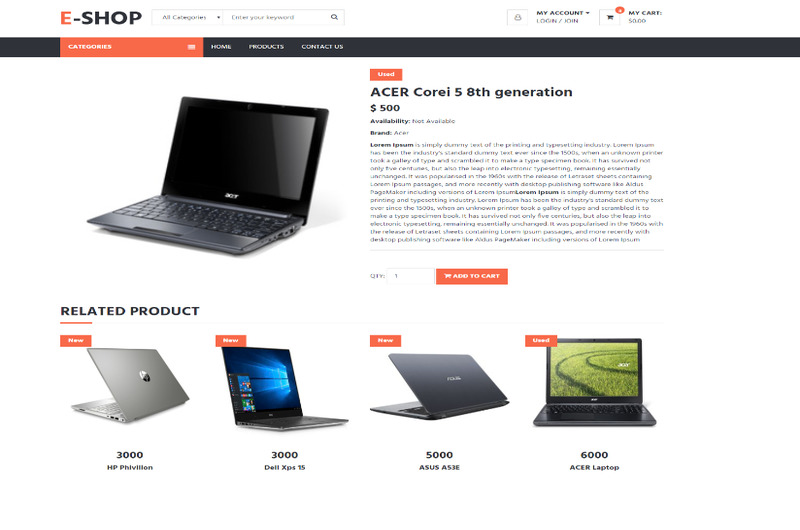 E-SHOP
All Categories
Enter your keyword
MY ACCOUNT
LOGIN / JOIN
0
MY CART:
$0.00
CATEGORIES
HOME
PRODUCTS
CONTACT US
Used
ACER Corei 5 8th generation
$ 500
Availability: Not Available
Brand: Acer
Lorem Ipsum is simply dummy text of the printing and typesetting industry. Lorem Ipsum
has been the industry's standard dummy text ever since the 1500s, when an unknown printer
took a galley of type and scrambled it to make a type specimen book. It has survived not
only five centuries, but also the leap into electronic typesetting, remaining essentially
unchanged. It was popularised in the 1960s with the release of Letraset sheets containing
Lorem Ipsum passages, and more recently with desktop publishing software like Aldus
PageMaker including versions of Lorem IpsumLorem Ipsum is simply dummy text of the
printing and typesetting industry. Lorem Ipsum has been the industry's standard dummy text
ever since the 1500s, when an unknown printer took a galley of type and scrambled it to
make a type specimen book. It has survived not only five centuries, but also the leap into
electronic typesetting, remaining essentially unchanged. It was popularised in the 1960s with
the release of Letraset sheets containing Lorem Ipsum passages, and more recently with
desktop publishing software like Aldus PageMaker including versions of Lorem Ipsum
acer
QTY: 1
ADD TO CART
RELATED PRODUCT
New
New
New
Used
hp
ASUS
acer
3000
HP Phivilion
3000
Dell Xps 15
5000
ASUS A53E
6000
ACER Laptop